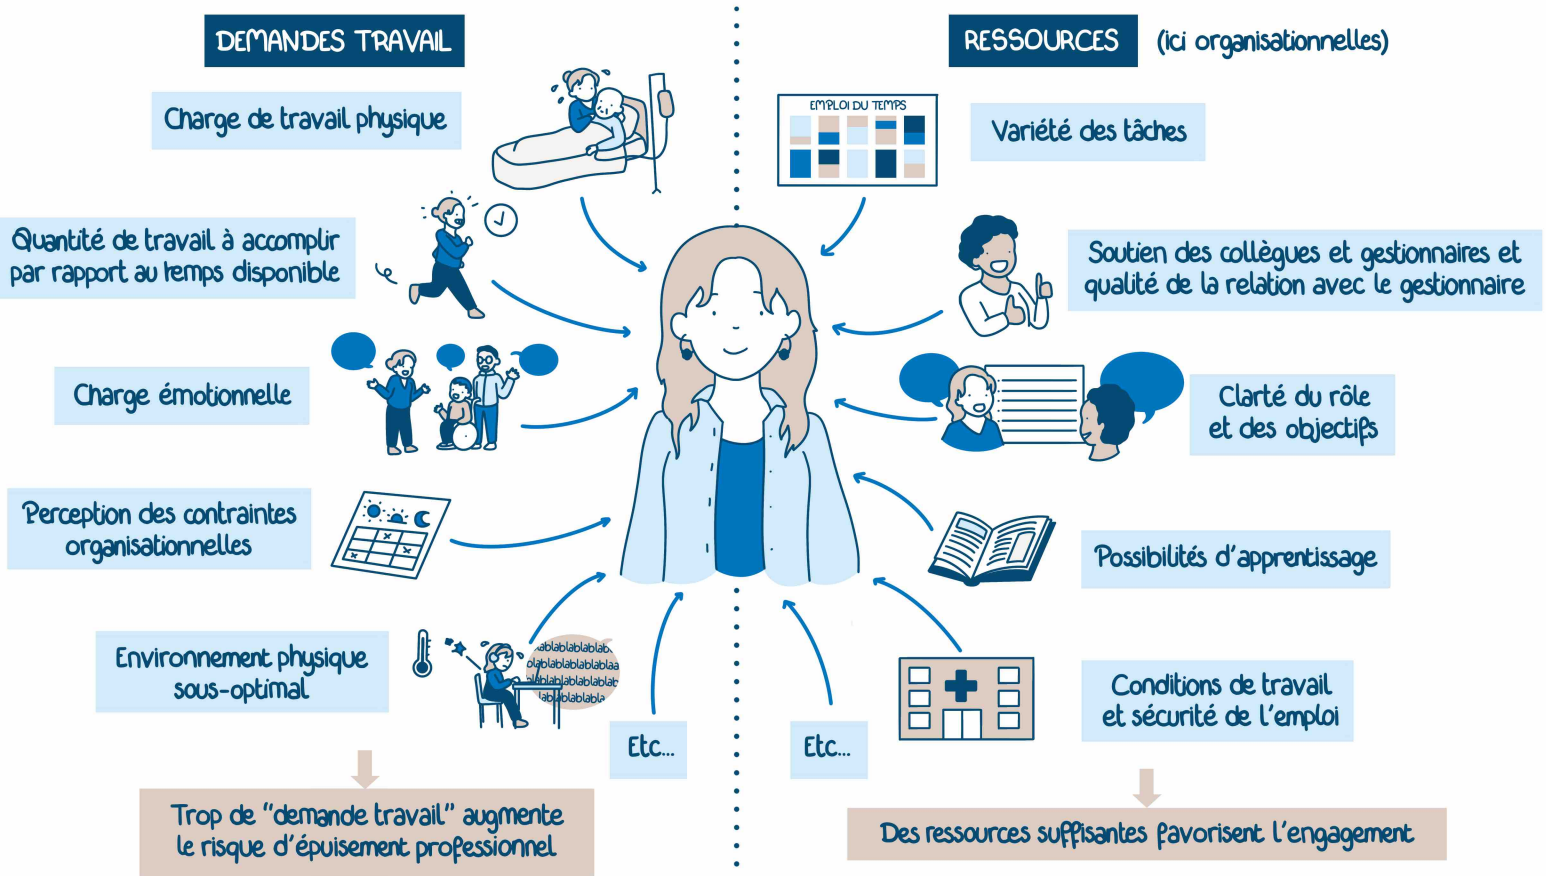 DEMANDES TRAVAIL
Charge de travail physique
Quantité de travail à accomplir
par rapport au temps disponible
Charge émotionnelle
Perception des contraintes
organisationnelles
Environnement physique
sous-optimal
ablablablablab
blablablablablaa
blablablablablab
lablablablabla
Etc...
Trop de "demande travail" augmente
le risque d'épuisement professionnel
RESSOURCES (ici organisationnelles)
EMPLOI DU TEMPS
Variété des tâches
Soutien des collègues et gestionnaires et
qualité de la relation avec le gestionnaire
Clarté du rôle
et des objectifs
Possibilités d'apprentissage
Conditions de travail
et sécurité de l'emploi
Etc...
Des ressources suffisantes favorisent l'engagement